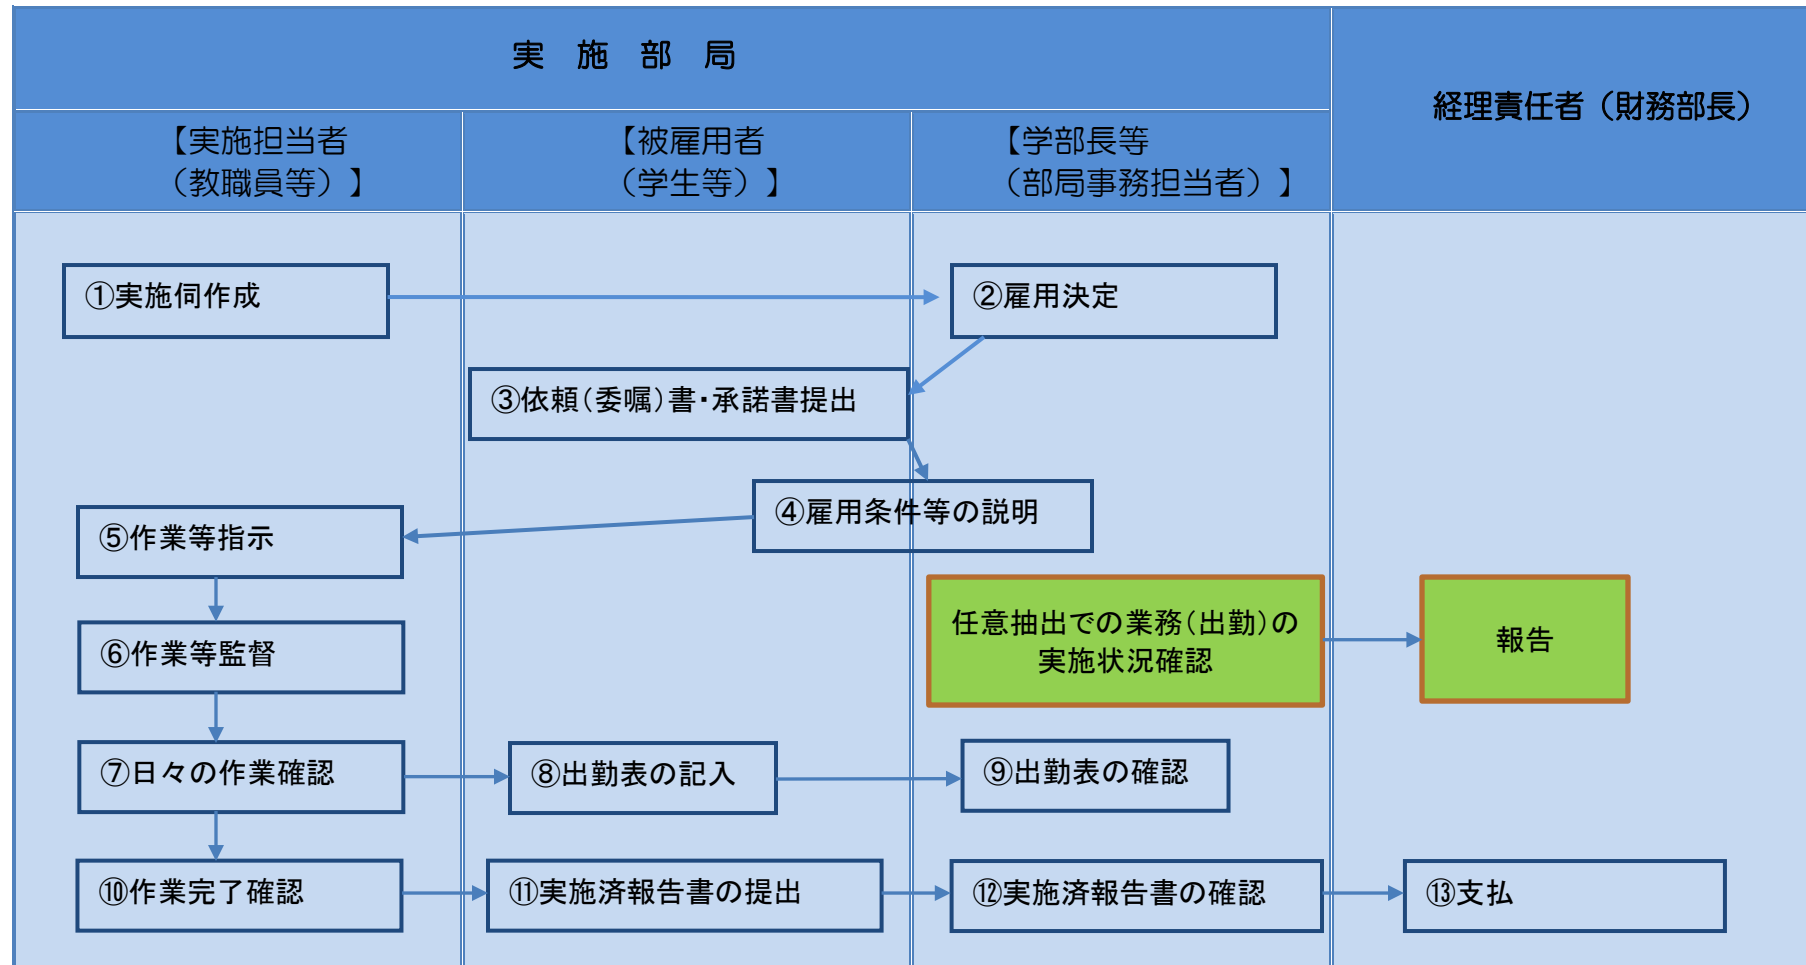 実　施　部　局
経理責任者（財務部長）
【実施担当者
（教職員等）】
【被雇用者
（学生等）】
【学部長等
（部局事務担当者）】
①実施伺作成
②雇用決定
③依頼（委嘱）書・承諾書提出
④雇用条件等の説明
⑤作業等指示
任意抽出での業務（出勤）の
実施状況確認
報告
⑥作業等監督
⑦日々の作業確認
⑧出勤表の記入
⑨出勤表の確認
⑩作業完了確認
⑪実施済報告書の提出
⑫実施済報告書の確認
⑬支払